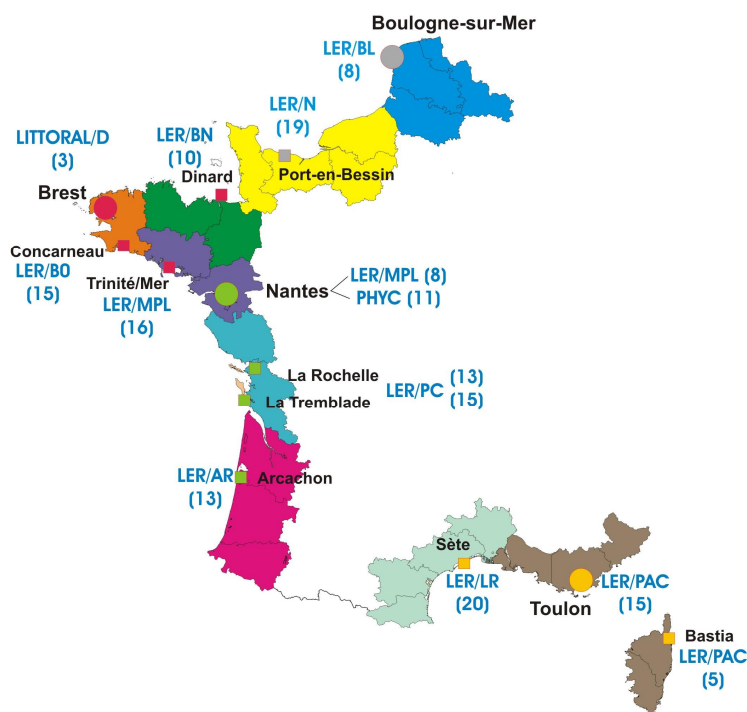 Boulogne-sur-Mer
LER/BL
(8)
LER/N
(19)
LITTORAL/D
(3)
LER/BN
(10)
Dinard
Port-en-Bessin
Brest
Concarneau
LER/BO
(15)
Trinité/Mer
LER/MPL
(16)
Nantes
LER/MPL (8)
PHYC (11)
La Rochelle
La Tremblade
LER/PC
(13)
(15)
LER/AR
(13)
Arcachon
Sète
LER/LR
(20)
Toulon
LER/PAC
(15)
Bastia
LER/PAC
(5)